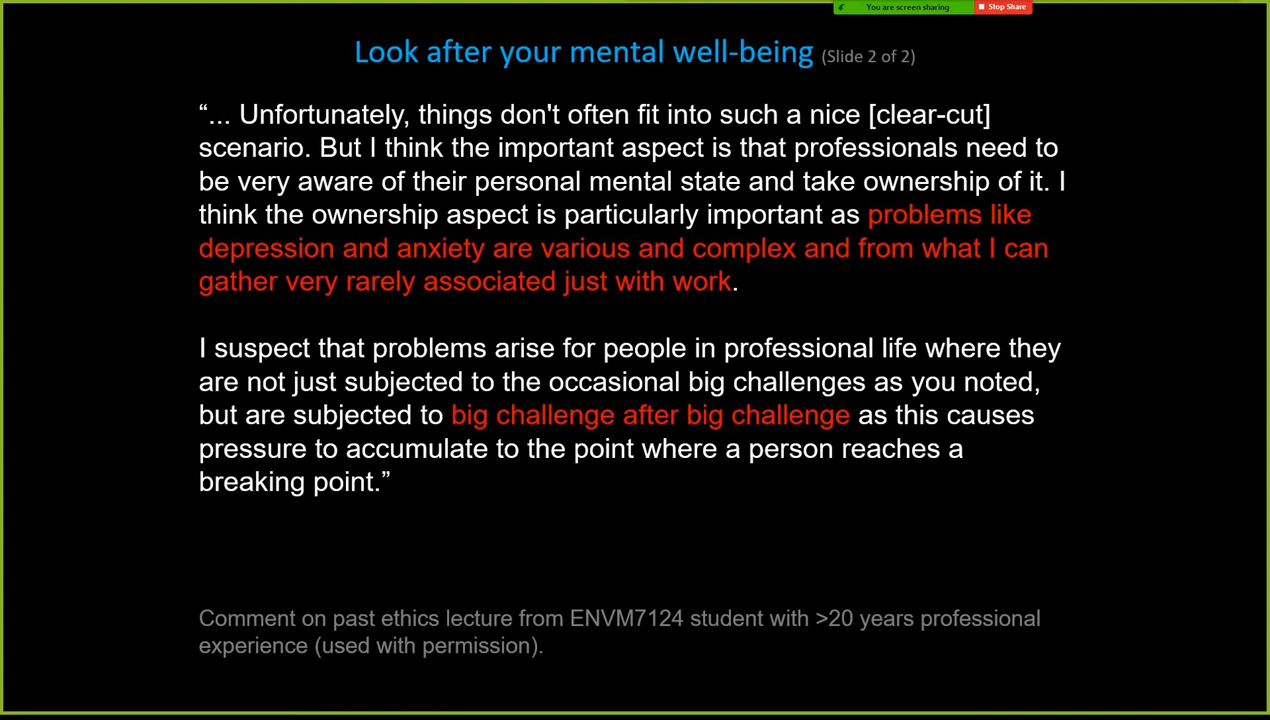 You are screen sharing
Stop Share
Look after your mental well-being (Slide 2 of 2)
“... Unfortunately, things don't often fit into such a nice [clear-cut]
scenario. But I think the important aspect is that professionals need to
be very aware of their personal mental state and take ownership of it. I
think the ownership aspect is particularly important as problems like
depression and anxiety are various and complex and from what I can
gather very rarely associated just with work.
I suspect that problems arise for people in professional life where they
are not just subjected to the occasional big challenges as you noted,
but are subjected to big challenge after big challenge as this causes
pressure to accumulate to the point where a person reaches a
breaking point.”
Comment on past ethics lecture from ENVM7124 student with >20 years professional
experience (used with permission).